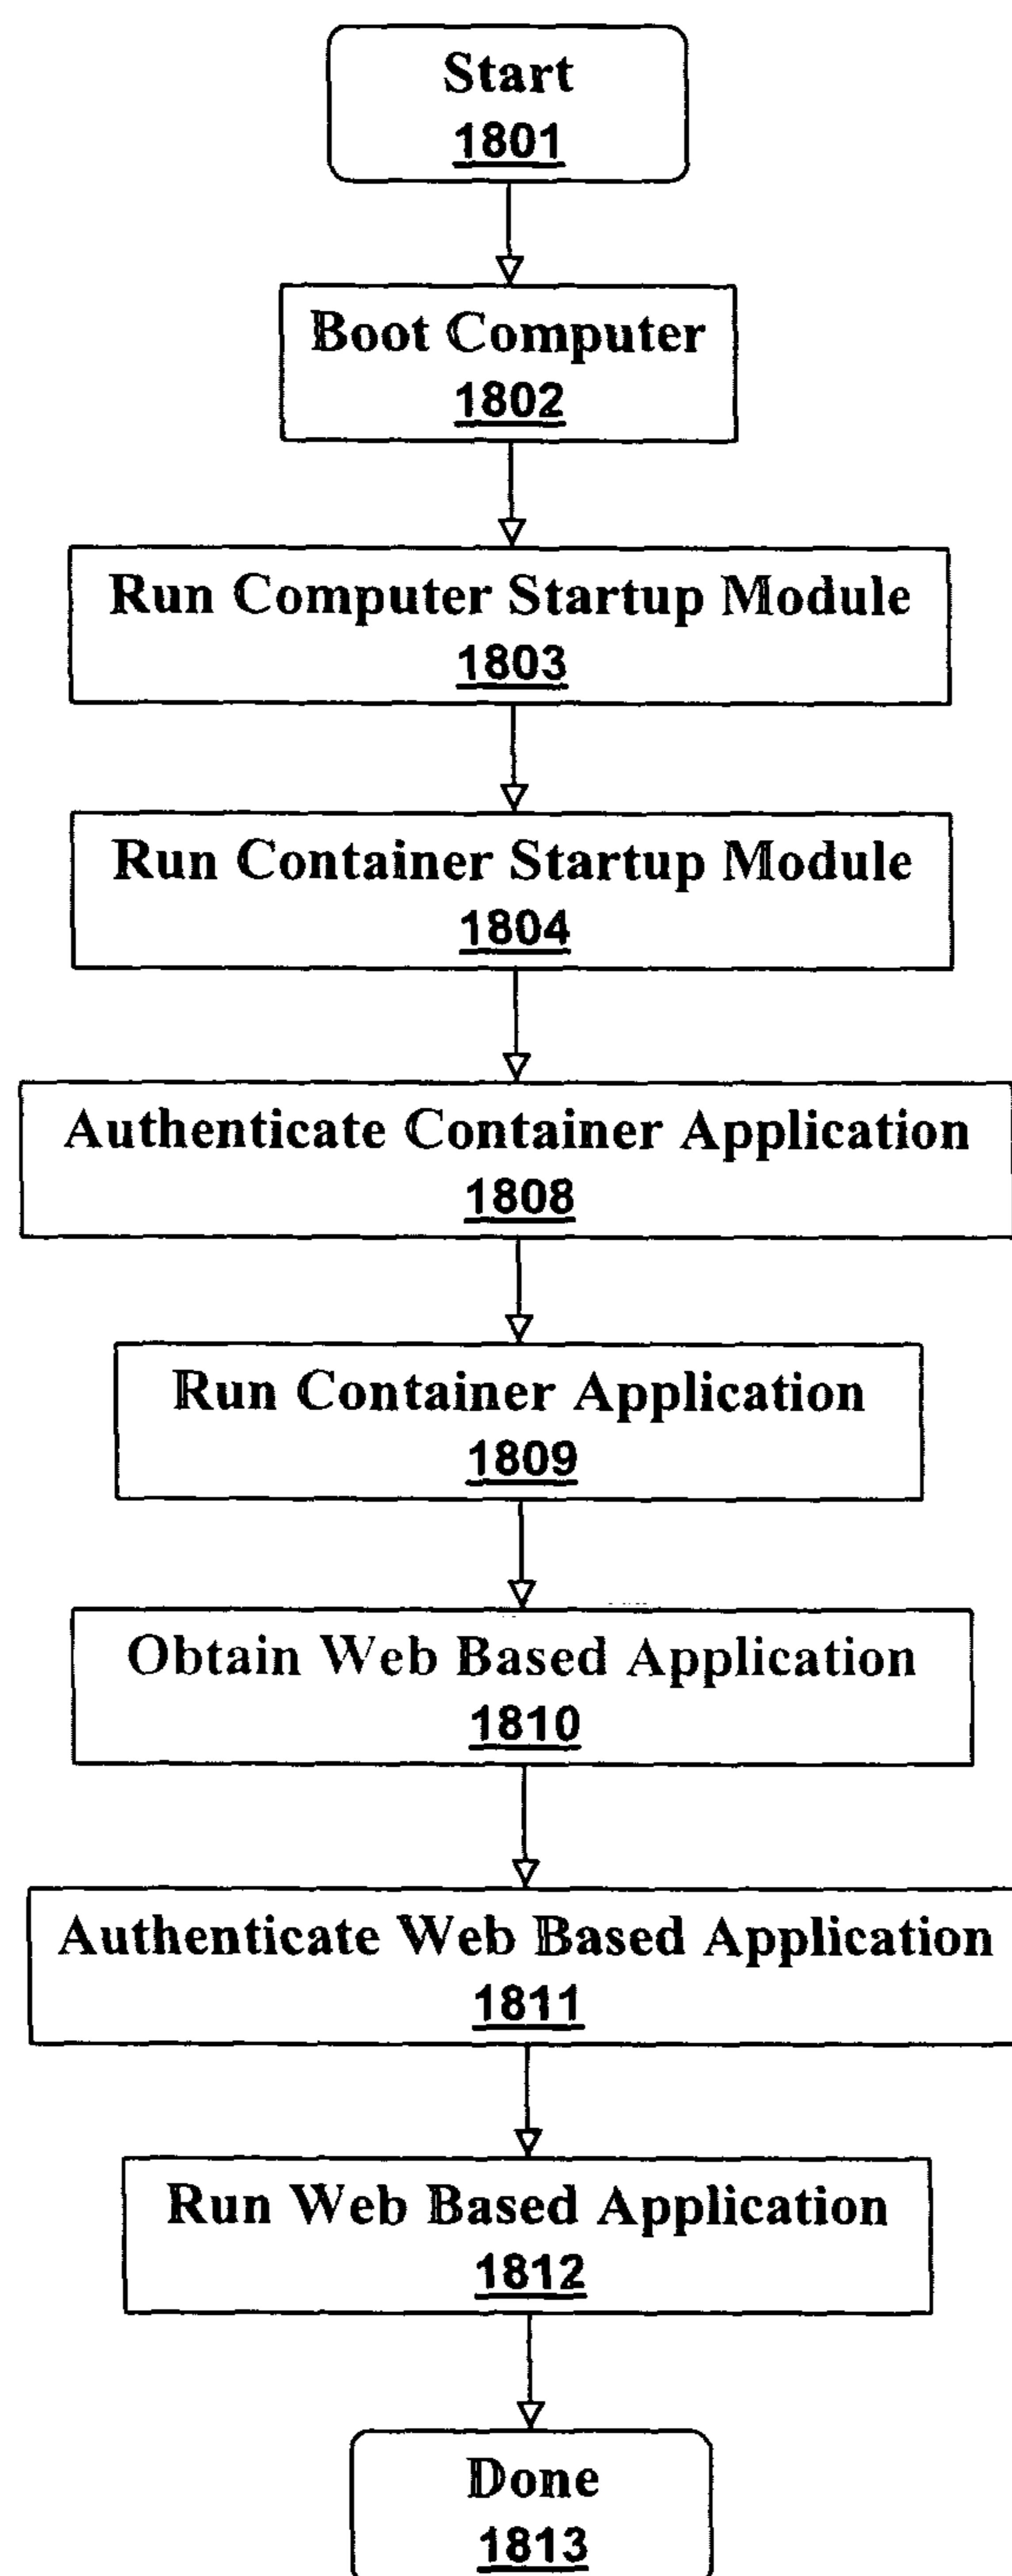 Start
1801
Boot Computer
1802
Run Computer Startup Module
1803
Run Container Startup Module
1804
Authenticate Container Application
1808
Run Container Application
1809
Obtain Web Based Application
1810
Authenticate Web Based Application
1811
Run Web Based Application
1812
Done
1813